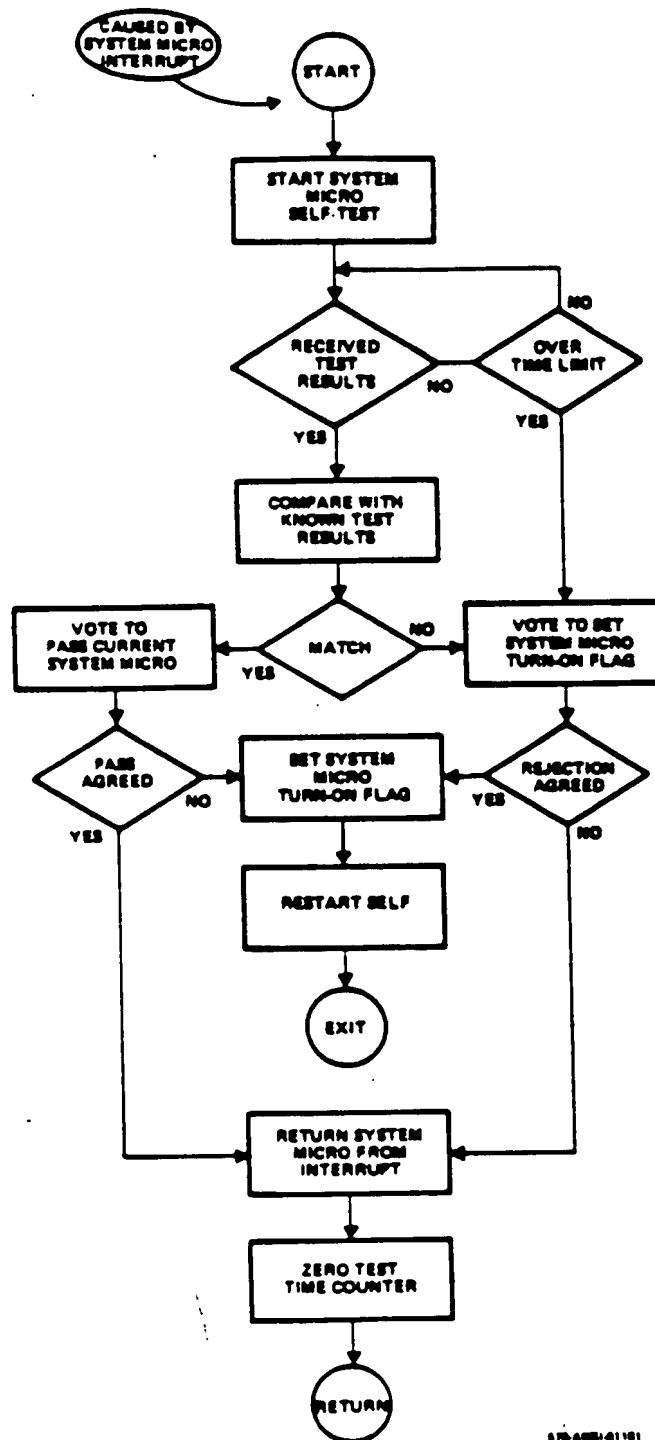 CAUSED BY
SYSTEM MICRO
INTERRUPT
START
START SYSTEM
MICRO
SELF-TEST
NO
RECEIVED
TEST
RESULTS
NO
OVER
TIME LIMIT
YES
YES
COMPARE WITH
KNOWN TEST
RESULTS
VOTE TO
PASS CURRENT
SYSTEM MICRO
YES
MATCH
NO
VOTE TO SET
SYSTEM MICRO
TURN-ON FLAG
PASS
AGREED
NO
YES
SET SYSTEM
MICRO
TURN-ON FLAG
REJECTION
AGREED
YES
NO
RESTART SELF
EXIT
RETURN SYSTEM
MICRO FROM
INTERRUPT
ZERO TEST
TIME COUNTER
RETURN